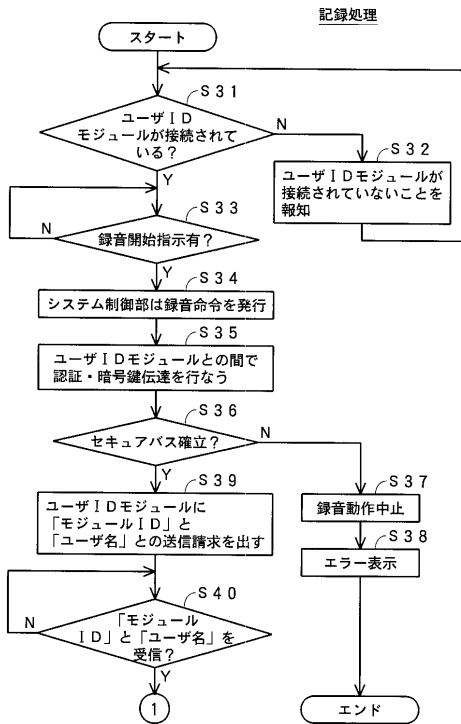 記録処理
スタート
S31
ユーザID
モジュールが接続されて
いる?
N
Y
S32
ユーザIDモジュールが
接続されていないことを
報知
S33
録音開始指示有?
N
Y
S34
システム制御部は録音命令を発行
S35
ユーザIDモジュールとの間で
認証・暗号鍵伝達を行なう
S36
セキュアバス確立?
N
Y
S37
録音動作中止
S38
エラー表示
S39
ユーザIDモジュールに
「モジュールID」と
「ユーザ名」との送信請求を出す
S40
「モジュール
ID」と「ユーザ名」を
受信?
N
Y
1
エンド